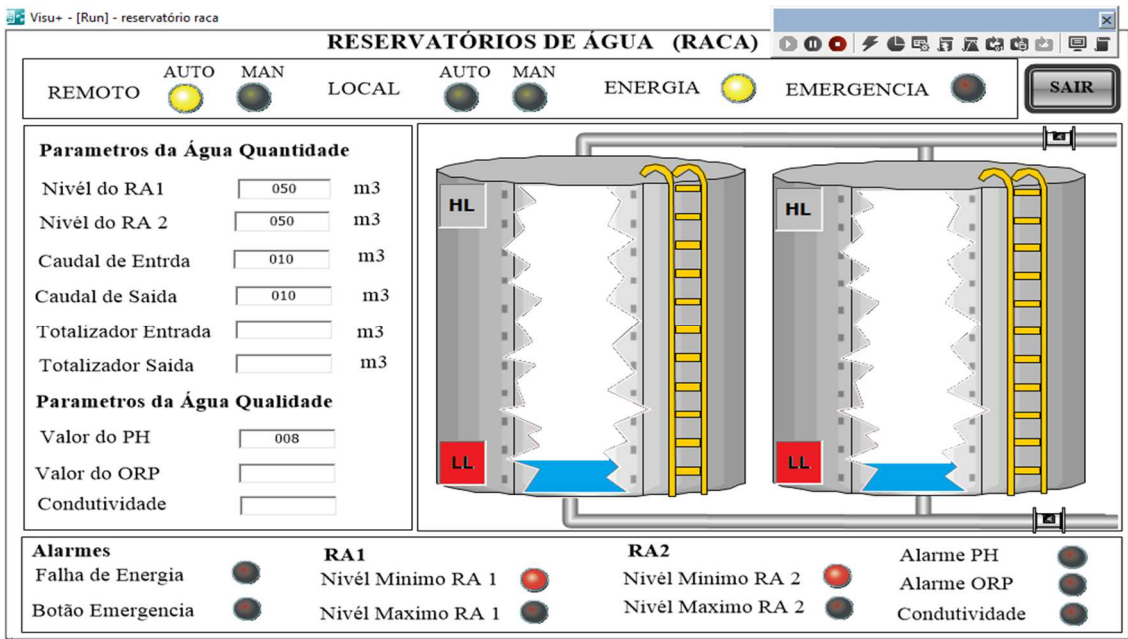 Visu+ - [Run] - reservatório raca
RESERVATÓRIOS DE ÁGUA (RACA)
REMOTO AUTO MAN LOCAL AUTO MAN ENERGIA EMERGENCIA SAIR
Parametros da Água Quantidade
Nivél do RA1 050 m3
Nivél do RA 2 050 m3
Caudal de Entrda 010 m3
Caudal de Saida 010 m3
Totalizador Entrada m3
Totalizador Saida m3
Parametros da Água Qualidade
Valor do PH 008
Valor do ORP
Condutividade
HL
LL
HL
LL
Alarmes
Falha de Energia
Botão Emergencia
RA1
Nivél Minimo RA 1
Nivél Maximo RA 1
RA2
Nivél Minimo RA 2
Nivél Maximo RA 2
Alarme PH
Alarme ORP
Condutividade